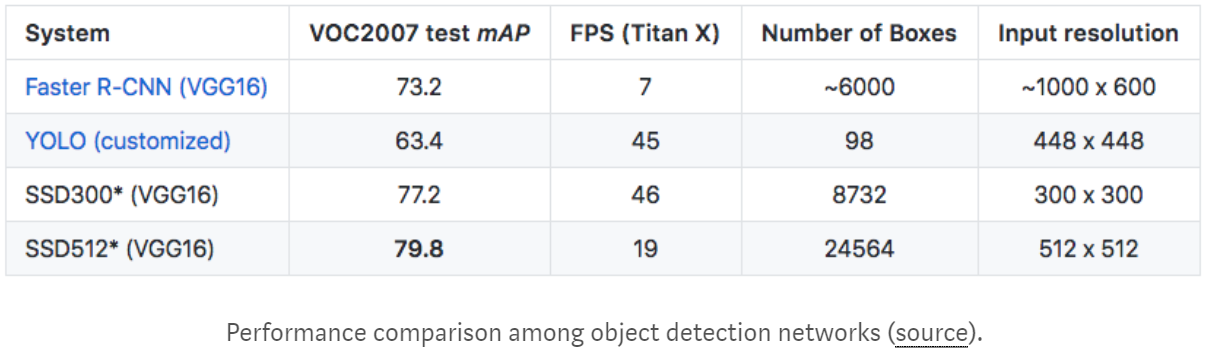 System VOC2007 test mAP FPS (Titan X) Number of Boxes Input resolution
Faster R-CNN (VGG16) 73.2 7 ~6000 ~1000 x 600
YOLO (customized) 63.4 45 98 448 x 448
SSD300* (VGG16) 77.2 46 8732 300 x 300
SSD512* (VGG16) 79.8 19 24564 512 x 512
Performance comparison among object detection networks (source).